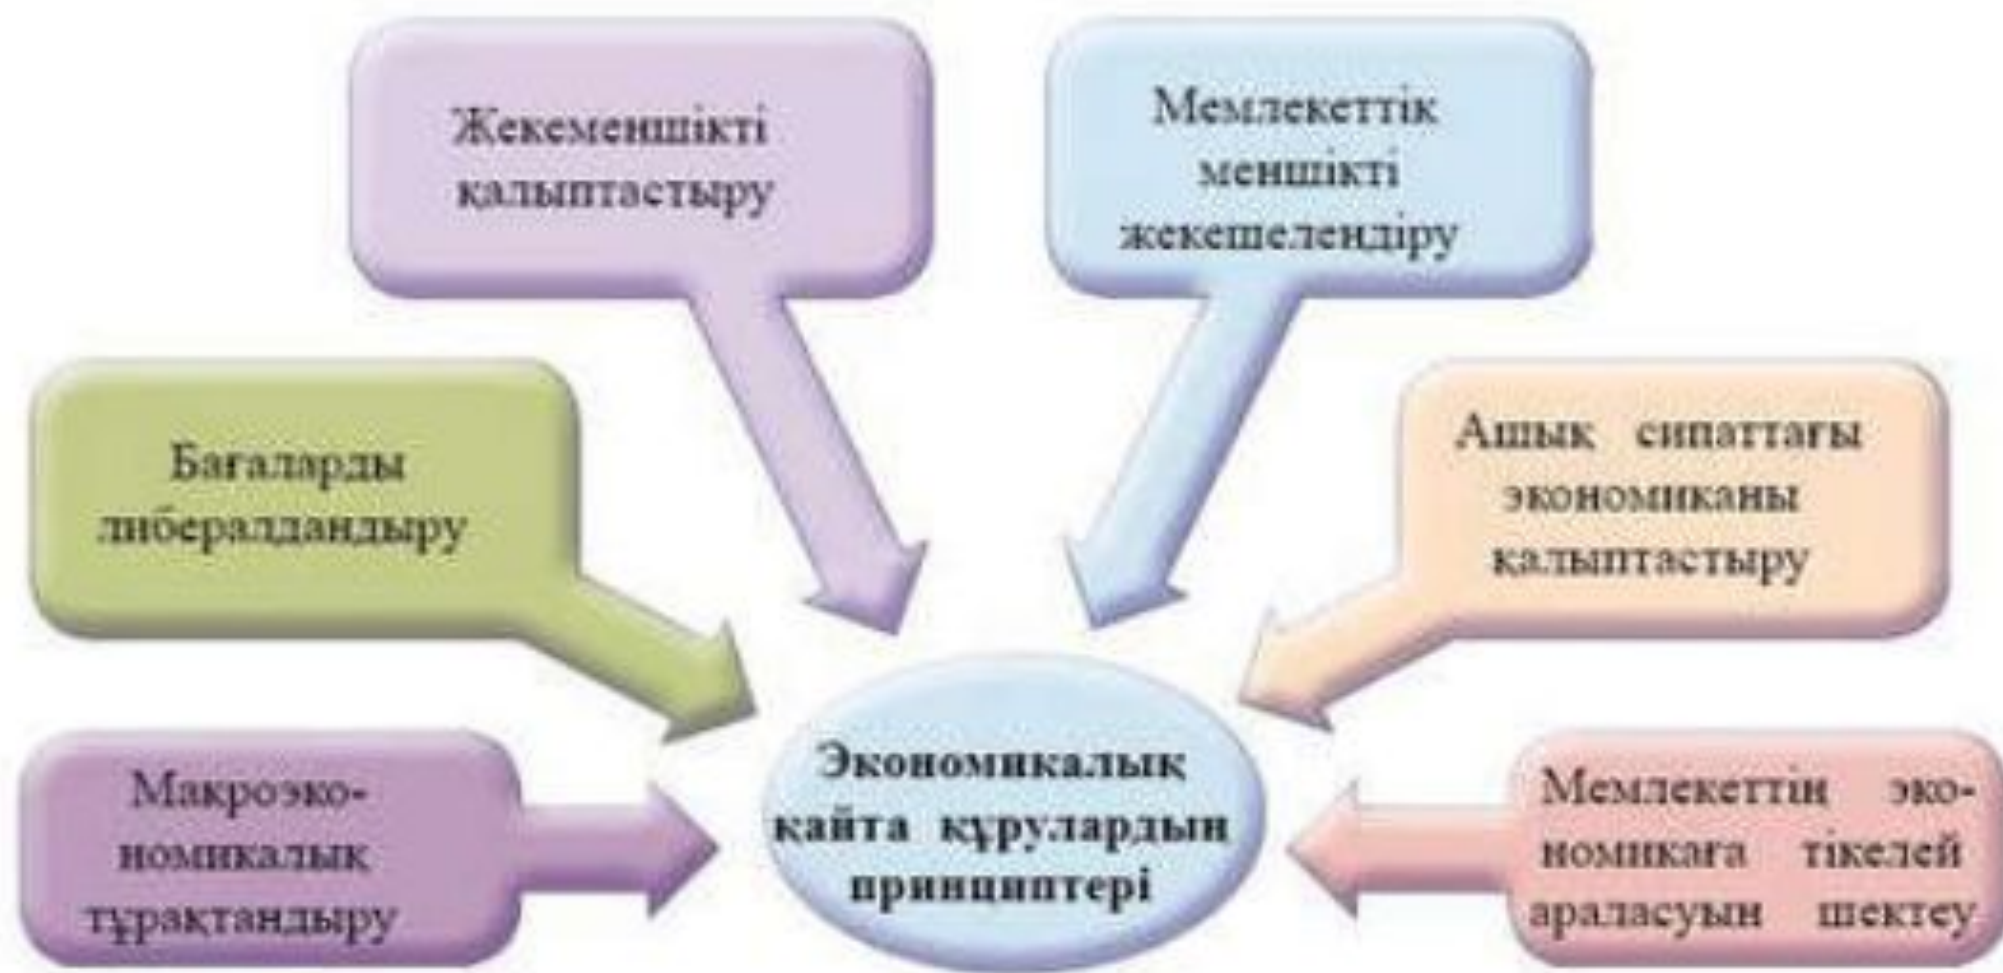 Жекеменшікті
қалыптастыру
Мемлекеттік
меншікті
жекешелендіру
Бағаларды
либералдандыру
Ашық сипаттағы
экономиканы
қалыптастыру
Макроэко-
номикалық
тұрақтандыру
Экономикалық
қайта құрулардың
принциптері
Мемлекеттің эко-
номикаға тікелей
араласуын шектеу